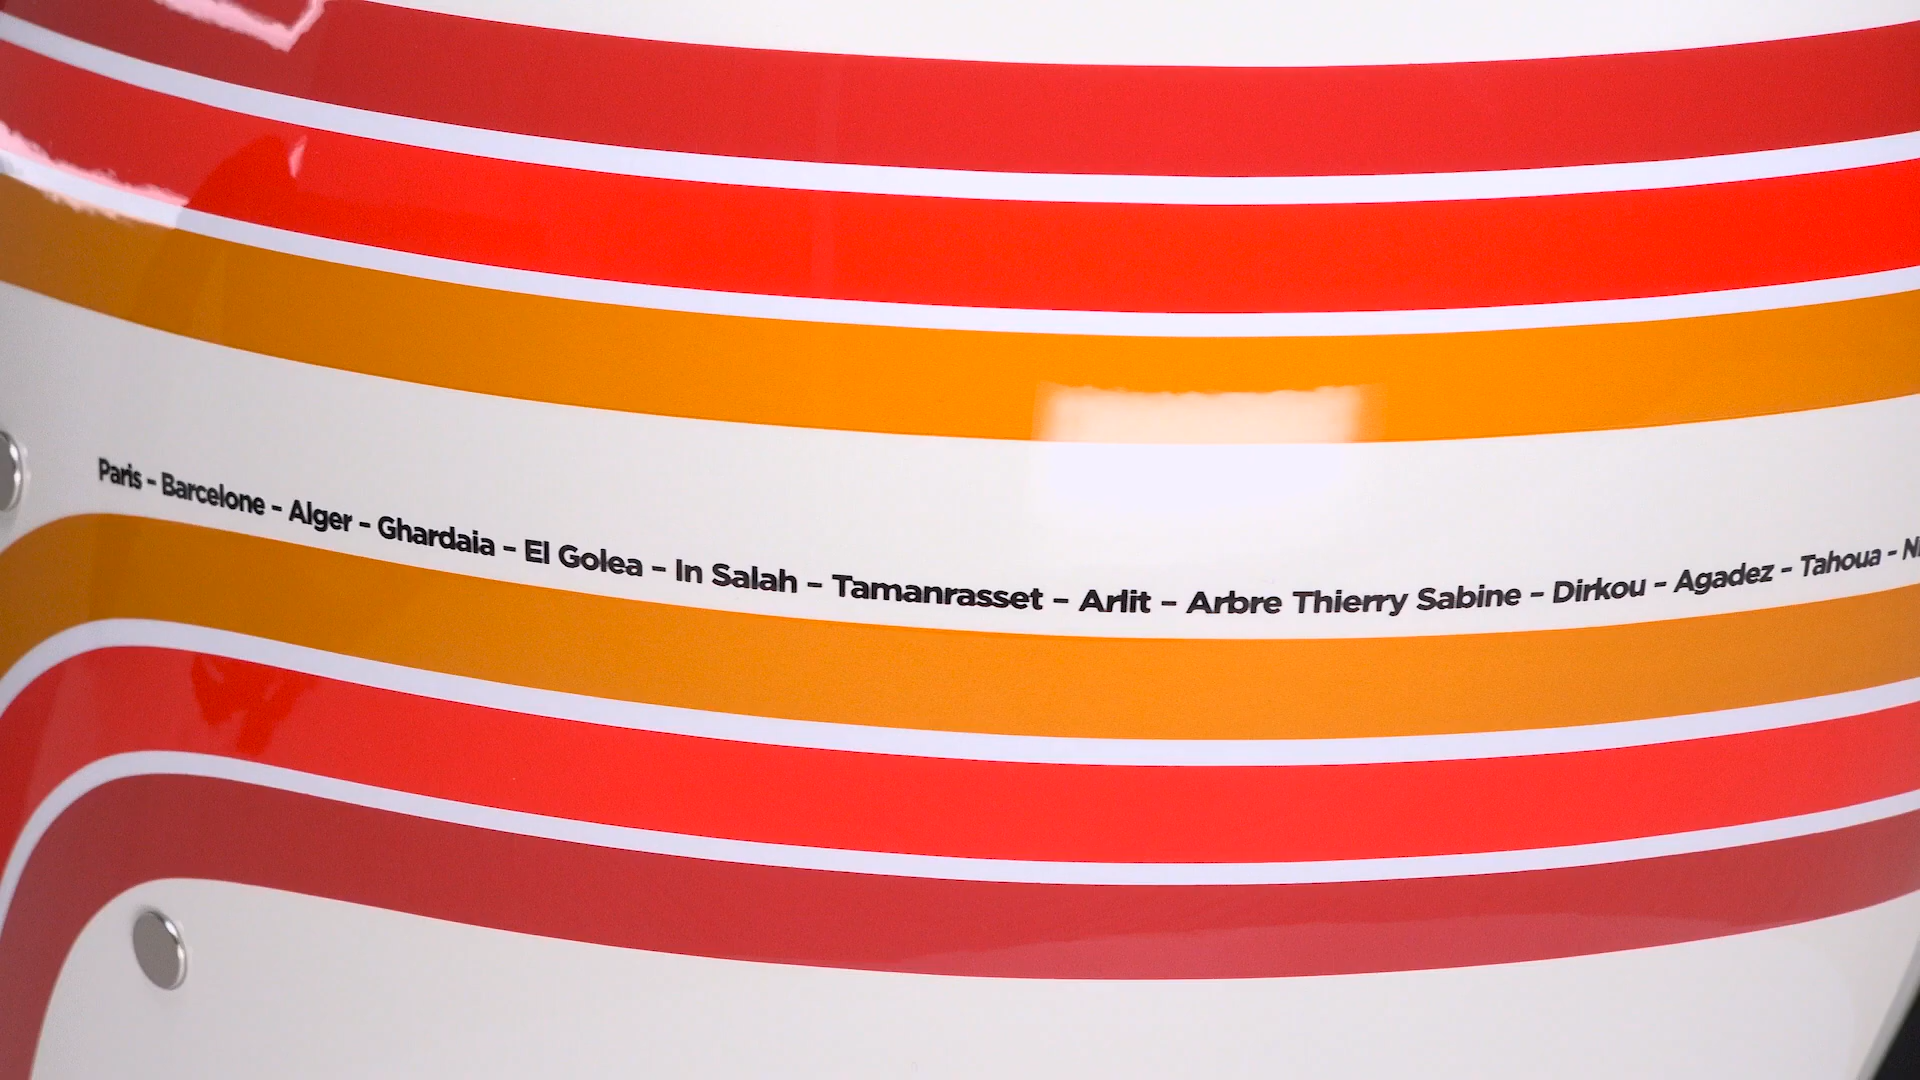 Paris – Barcelone – Alger – Ghardaia – El Golea – In Salah – Tamanrasset – Arlit – Arbre Thierry Sabine – Dirkou – Agadez – Tahoua –